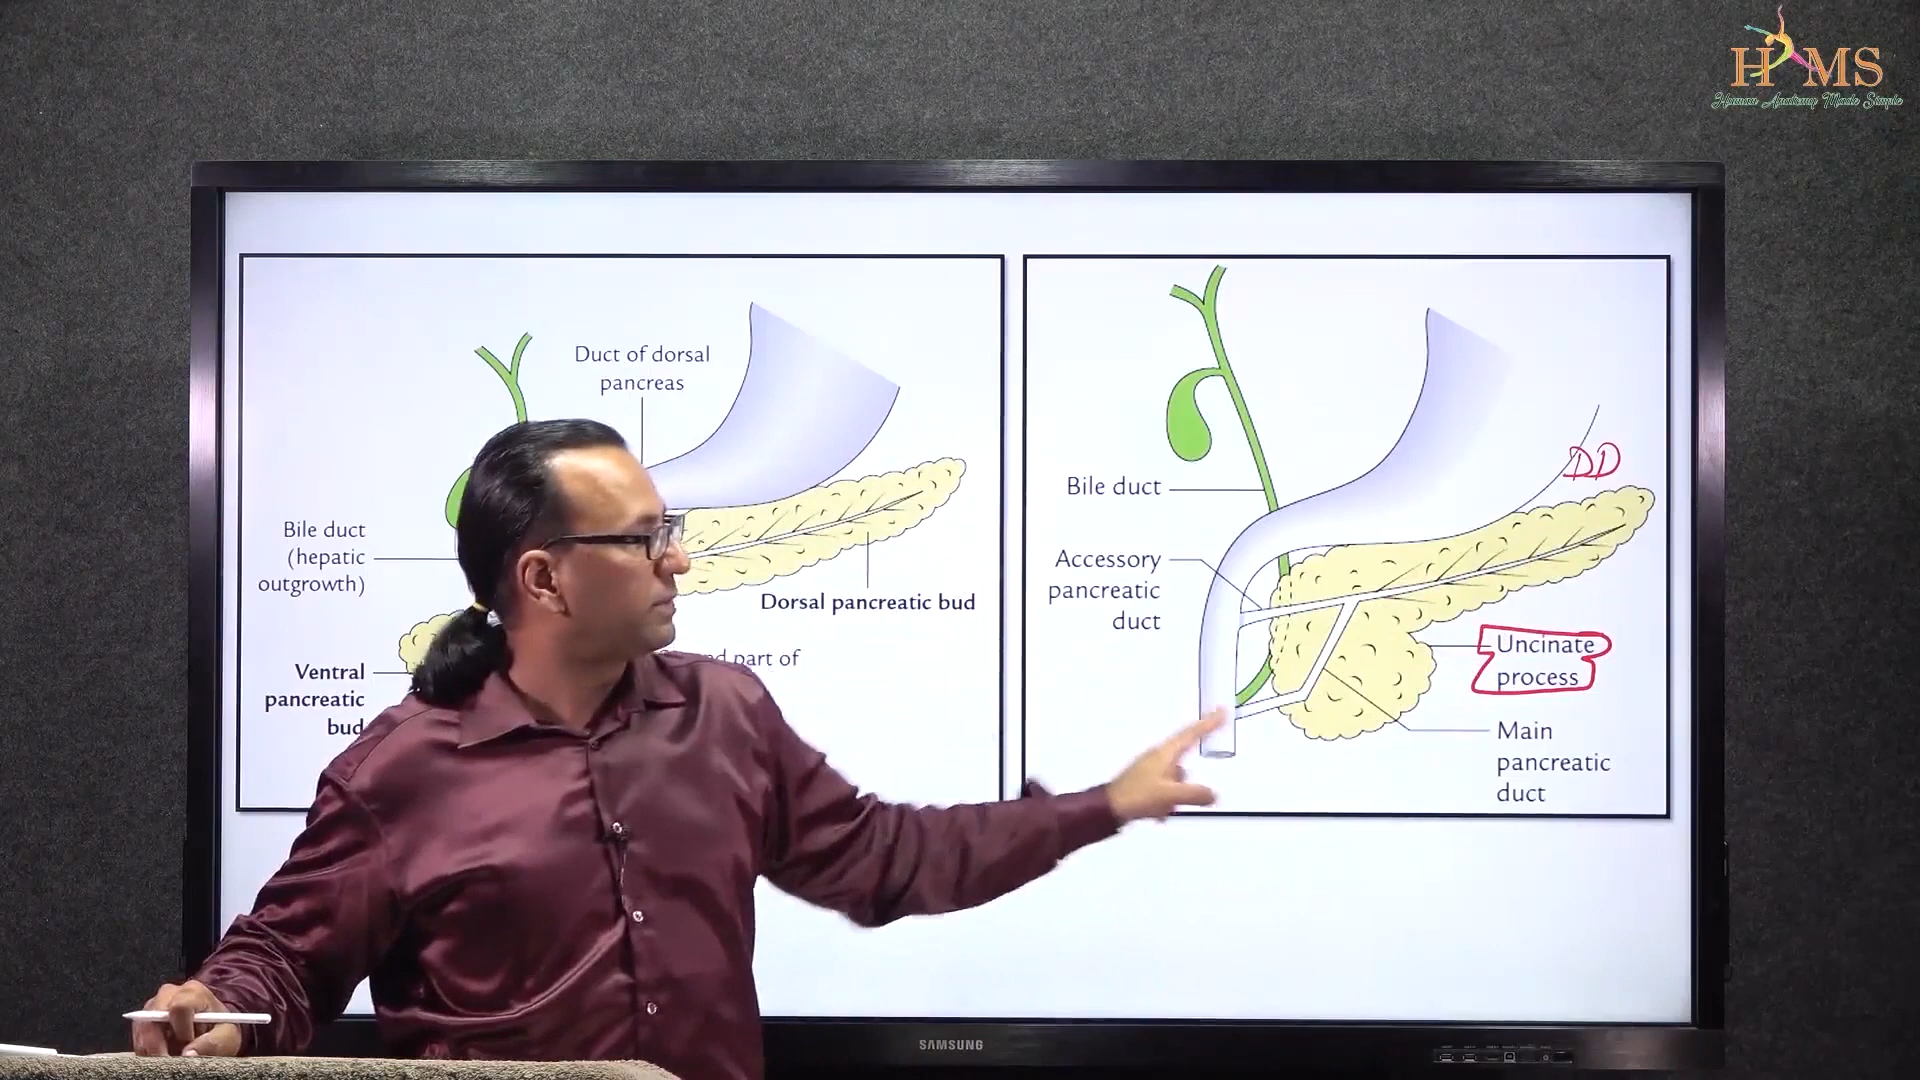 HAMS
Human Anatomy Made Simple
Duct of dorsal
pancreas
Bile duct
(hepatic
outgrowth)
Dorsal pancreatic bud
Ventral
pancreatic
bud
part of
Bile duct
Accessory
pancreatic
duct
DD
Uncinate
process
Main
pancreatic
duct
SAMSUNG